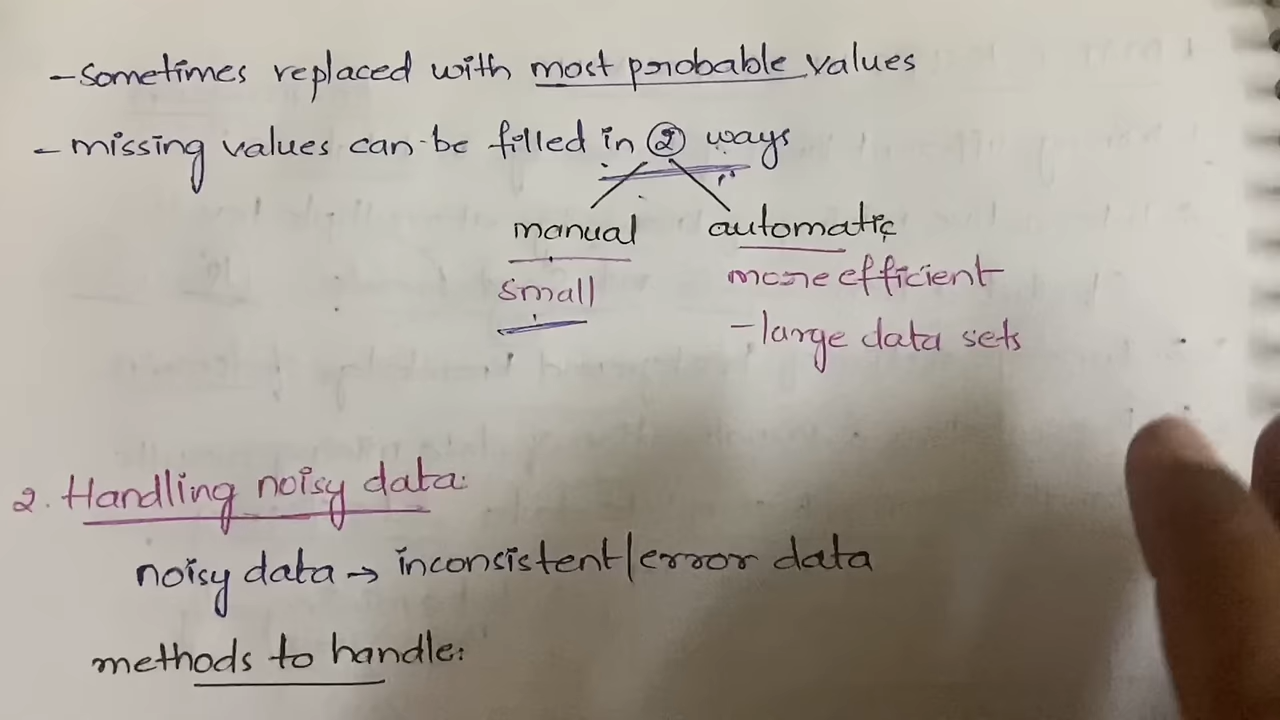 - sometimes replaced with most probable values
- missing values can be filled in ② ways
manual automatic
small more efficient
- large data sets
2. Handling noisy data:
noisy data → inconsistent/error data
methods to handle: